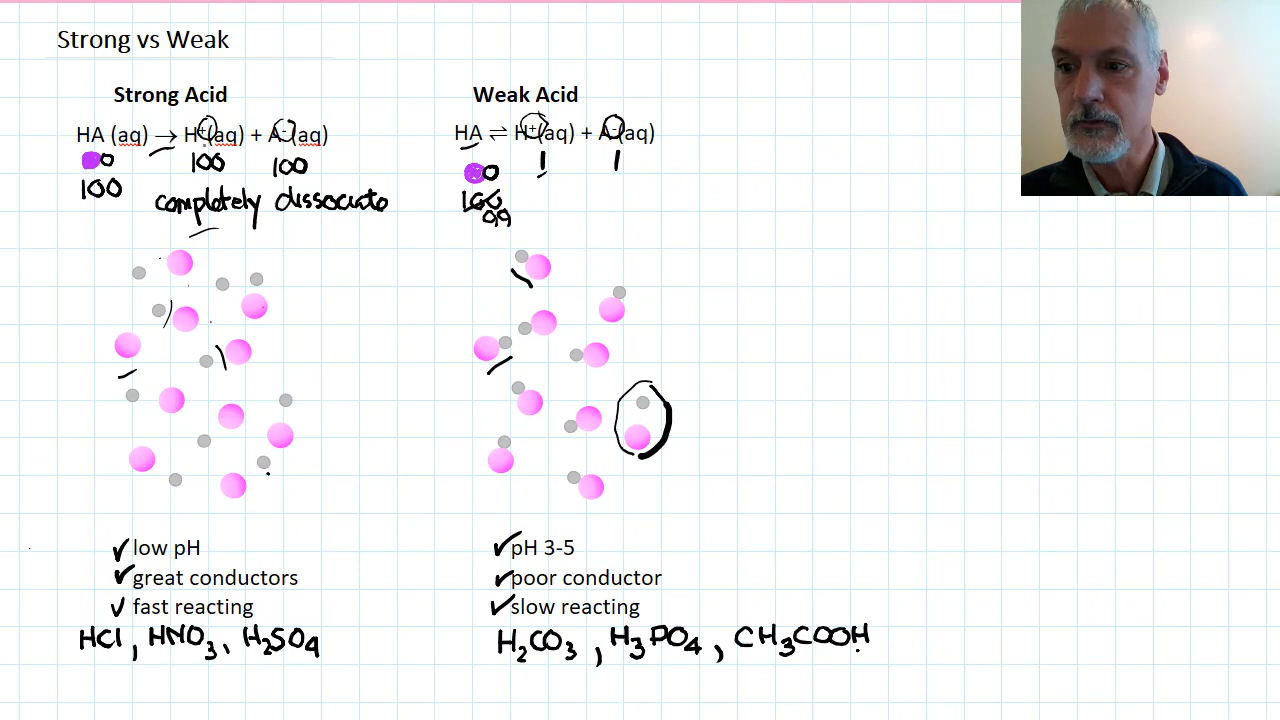 Strong vs Weak
Strong Acid
HA (aq) → H⁺(aq) + A⁻(aq)
100 100 100
completely dissociate
low pH
great conductors
fast reacting
HCl, HNO₃, H₂SO₄
Weak Acid
HA ⇌ H⁺(aq) + A⁻(aq)
100 1 1
99
pH 3-5
poor conductor
slow reacting
H₂CO₃, H₃PO₄, CH₃COOH